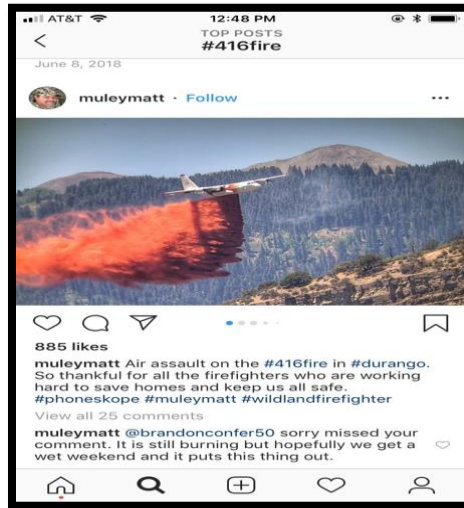 AT&T 12:48 PM
TOP POSTS
#416fire
June 8, 2018
muleymatt · Follow
885 likes
muleymatt Air assault on the #416fire in #durango.
So thankful for all the firefighters who are working
hard to save homes and keep us all safe.
#phoneskope #muleymatt #wildlandfirefighter
View all 25 comments
muleymatt @brandonconfer50 sorry missed your
comment. It is still burning but hopefully we get a
wet weekend and it puts this thing out.